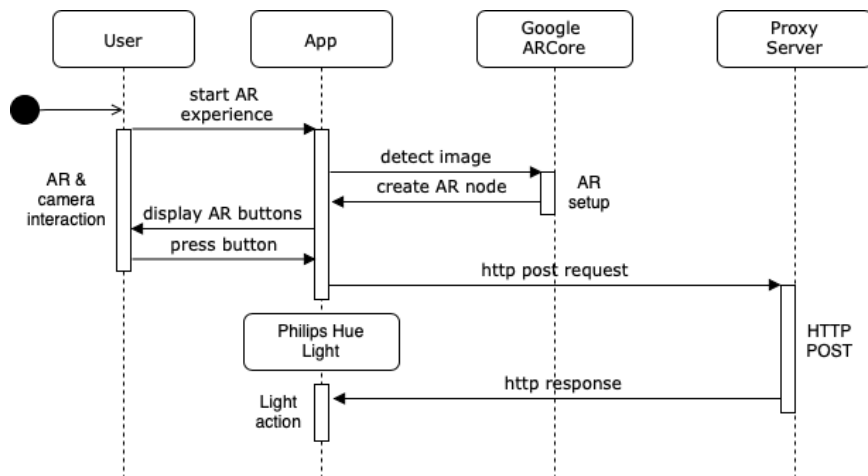 User
App
Google
ARCore
Proxy
Server
start AR
experience
detect image
create AR node
AR
setup
AR &
camera
interaction
display AR buttons
press button
http post request
Philips Hue
Light
HTTP
POST
http response
Light
action